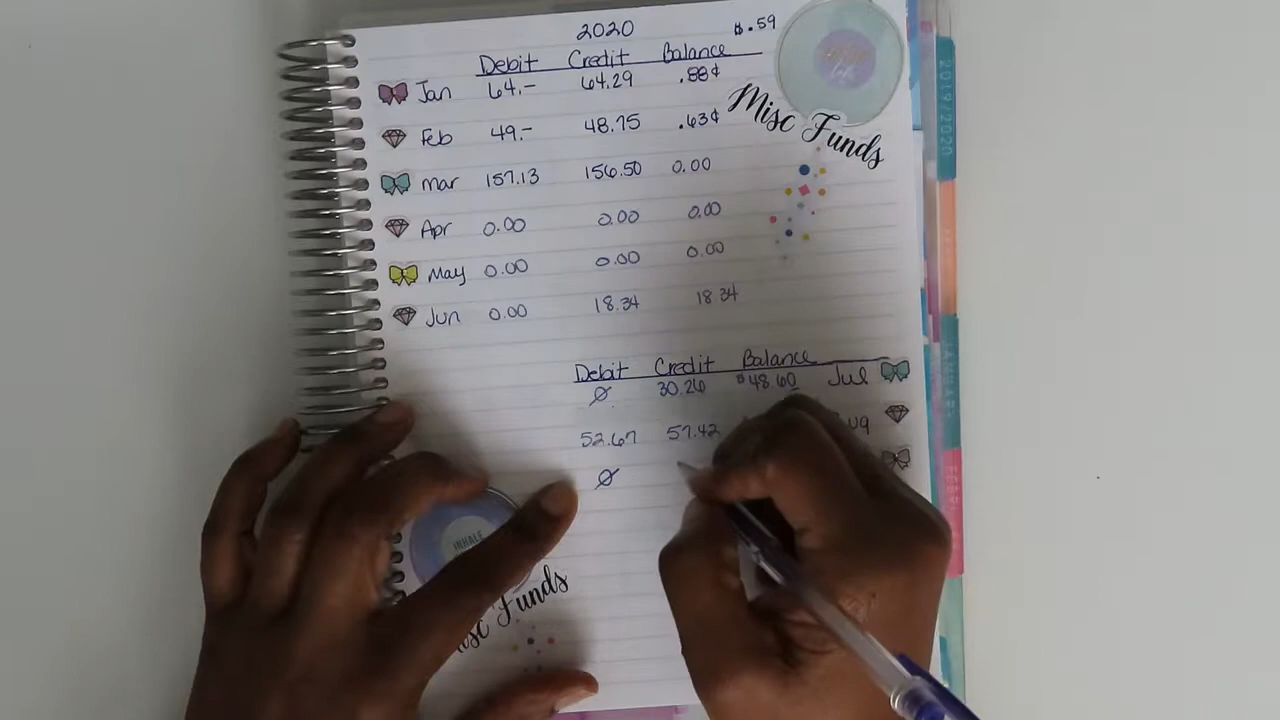 2020 $.59
Debit Credit Balance
Jan 64.- 64.29 .88¢
Feb 49.- 48.75 .63¢
Misc Funds
Mar 157.13 156.50 0.00
Apr 0.00 0.00 0.00
May 0.00 0.00 0.00
Jun 0.00 18.34 18 34
Debit Credit Balance
Ø 30.26 $48.60 Jul
52.67 57.42
Ø
INHALE
Funds
2019/2020
JANUARY